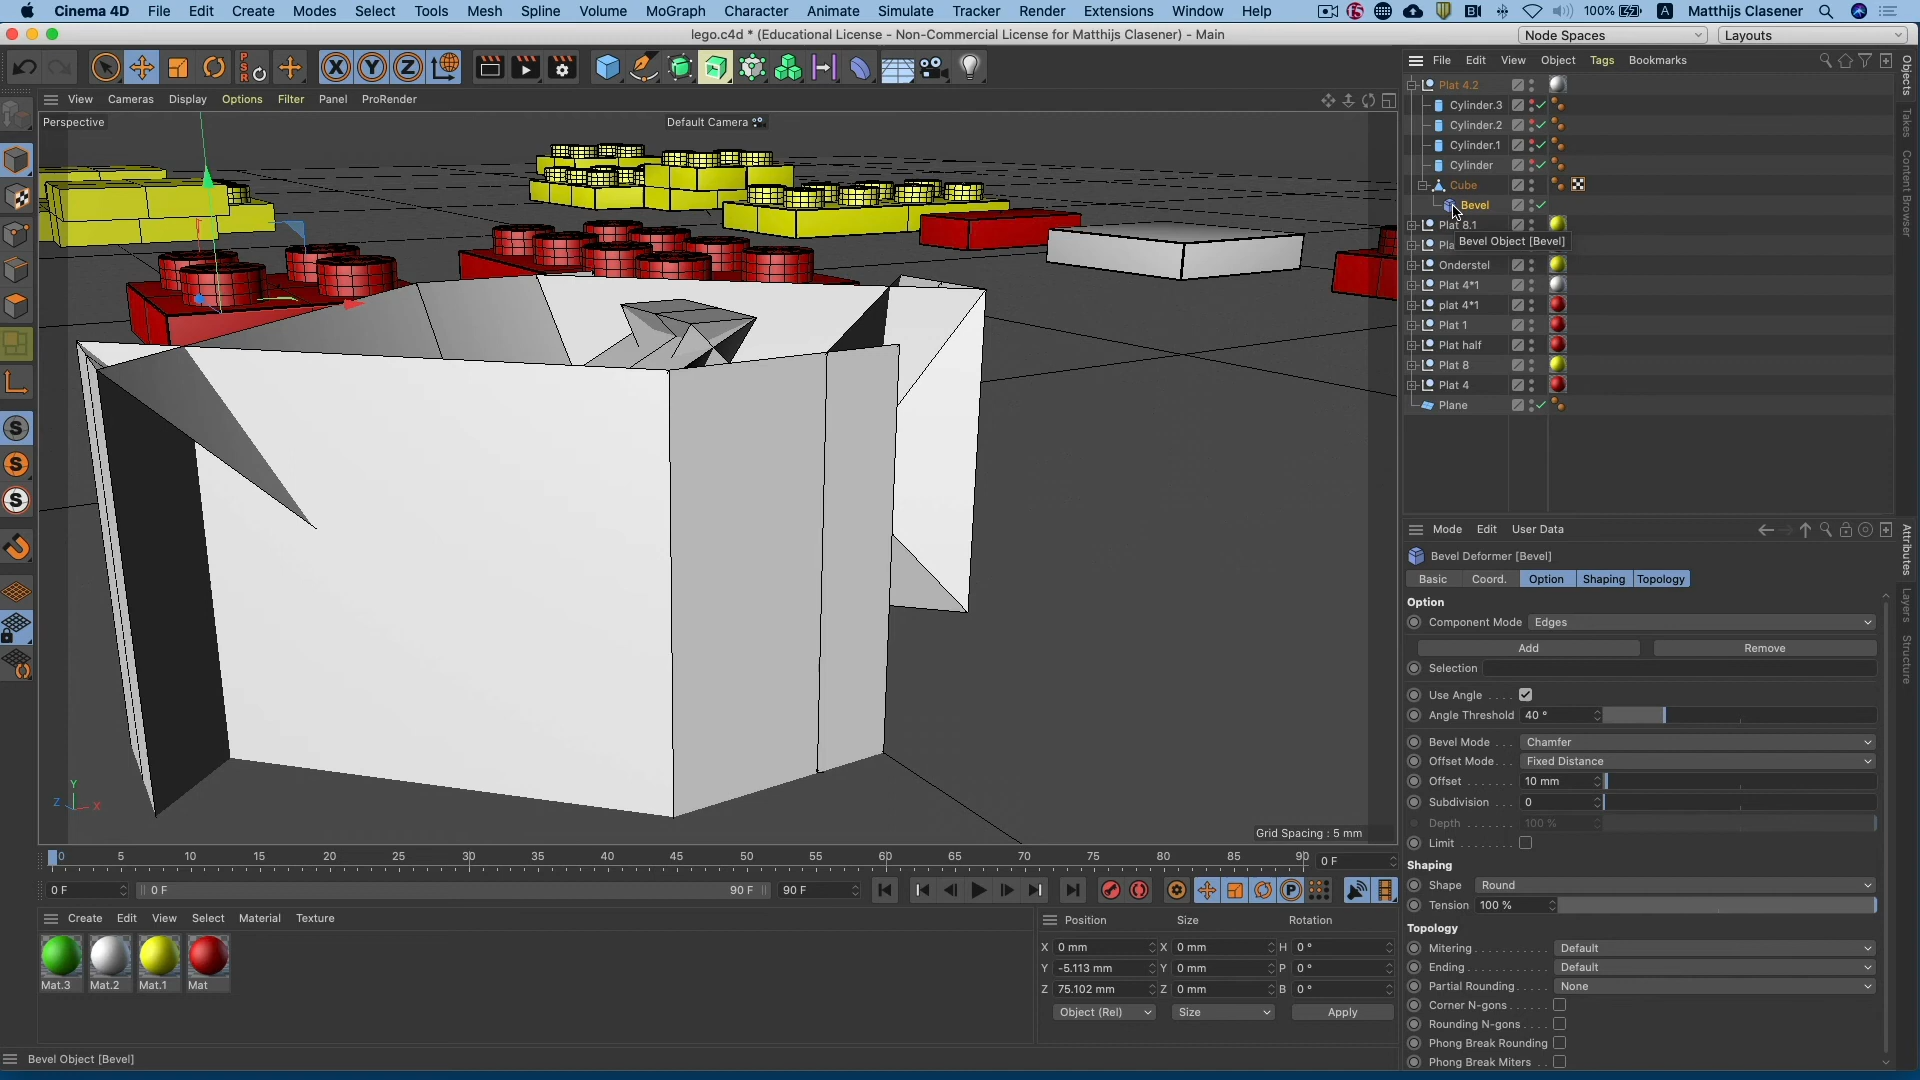 Cinema 4D File Edit Create Modes Select Tools Mesh Spline Volume MoGraph Character Animate Simulate Tracker Render Extensions Window Help 100% A Matthijs Clasener
lego.c4d * (Educational License - Non-Commercial License for Matthijs Clasener) - Main
Node Spaces Layouts
PSR X Y Z
View Cameras Display Options Filter Panel ProRender
Perspective
Default Camera
File Edit View Object Tags Bookmarks
Plat 4.2
Cylinder.3
Cylinder.2
Cylinder.1
Cylinder
Cube
Bevel
Plat 8.1
Pla
Bevel Object [Bevel]
Onderstel
Plat 4*1
plat 4*1
Plat 1
Plat half
Plat 8
Plat 4
Plane
Objects
Takes
Content Browser
Mode Edit User Data
Bevel Deformer [Bevel]
Basic Coord. Option Shaping Topology
Option
Component Mode Edges
Add Remove
Selection
Use Angle
Angle Threshold 40 °
Bevel Mode Chamfer
Offset Mode Fixed Distance
Offset 10 mm
Subdivision 0
Depth 100 %
Limit
Shaping
Shape Round
Tension 100 %
Topology
Mitering Default
Ending Default
Partial Rounding None
Corner N-gons
Rounding N-gons
Phong Break Rounding
Phong Break Miters
Attributes
Layers
Structure
S
S
S
Y
Z X
Grid Spacing : 5 mm
0 5 10 15 20 25 30 35 40 45 50 55 60 65 70 75 80 85 90 0 F
0 F 0 F 90 F 90 F P
Create Edit View Select Material Texture
Mat.3 Mat.2 Mat.1 Mat
Position Size Rotation
X 0 mm X 0 mm H 0 °
Y -5.113 mm Y 0 mm P 0 °
Z 75.102 mm Z 0 mm B 0 °
Object (Rel) Size Apply
Bevel Object [Bevel]